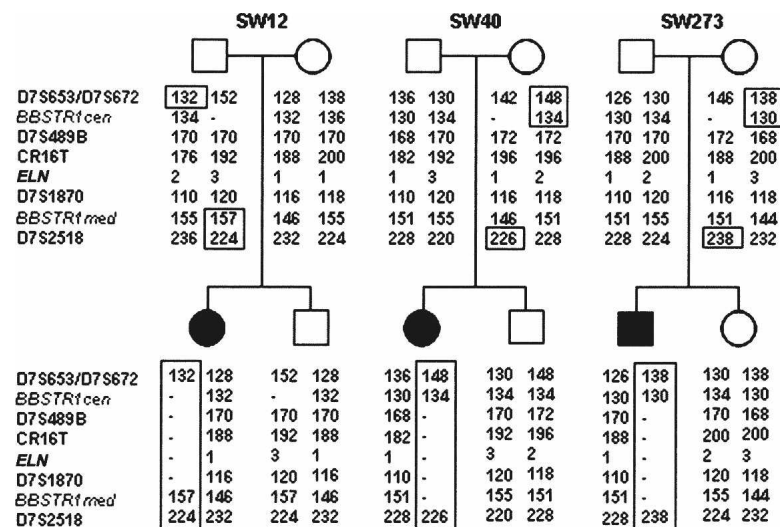 SW12 SW40 SW273
D7S653/D7S672 132 152 128 138 136 130 142 148 126 130 146 138
BBSTR1cen 134 - 132 136 130 134 - 134 130 134 - 130
D7S489B 170 170 170 170 168 170 172 172 170 170 172 168
CR16T 176 192 188 200 182 192 196 196 188 200 188 200
ELN 2 3 1 1 1 3 1 2 1 2 1 3
D7S1870 110 120 116 118 110 120 116 118 110 120 116 118
BBSTR1med 155 157 146 155 151 155 146 151 151 155 151 144
D7S2518 236 224 232 224 228 220 226 228 228 224 238 232
D7S653/D7S672 132 128 152 128 136 148 130 148 126 138 130 138
BBSTR1cen - 132 - 132 130 134 134 134 130 130 134 130
D7S489B - 170 170 170 168 - 170 172 170 - 170 168
CR16T - 188 192 188 182 - 192 196 188 - 200 200
ELN - 1 3 1 1 - 3 2 1 - 2 3
D7S1870 - 116 120 116 110 - 120 118 110 - 120 118
BBSTR1med 157 146 157 146 151 - 155 151 151 - 155 144
D7S2518 224 232 224 232 228 226 220 228 228 238 224 232